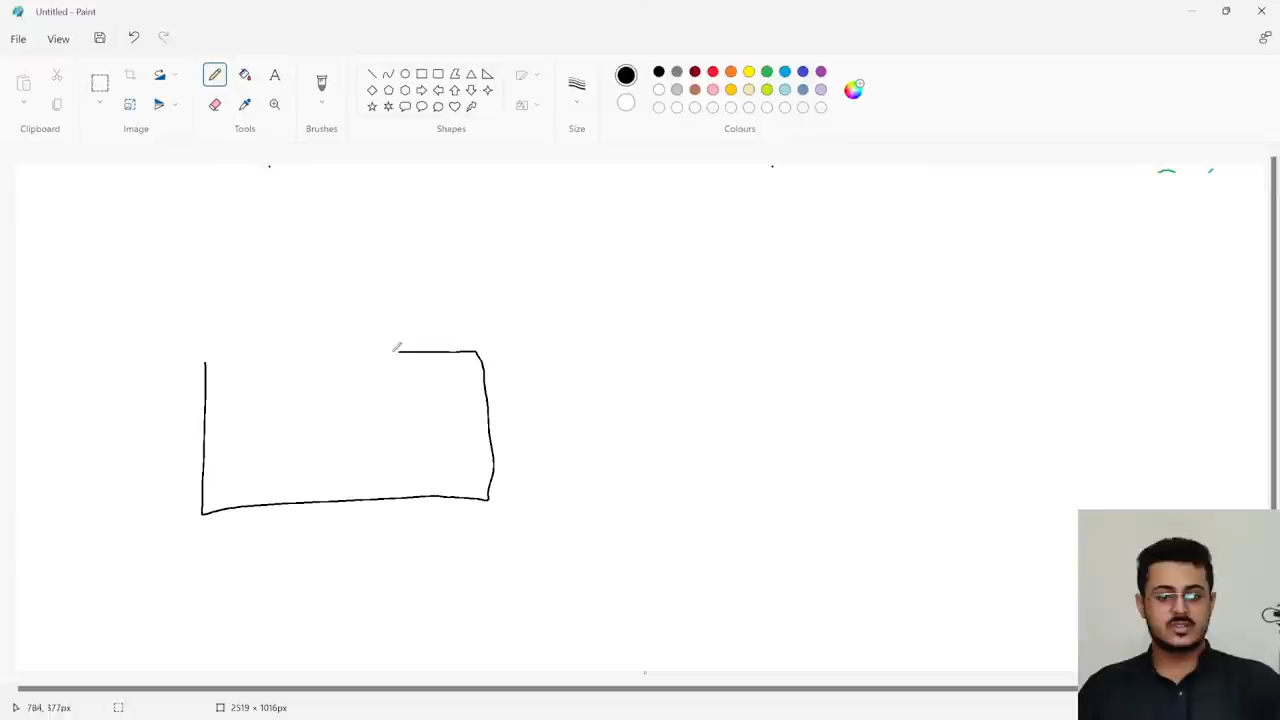 Untitled - Paint
File View
Clipboard Image Tools Brushes Shapes Size Colours
784, 377px 2519 × 1016px